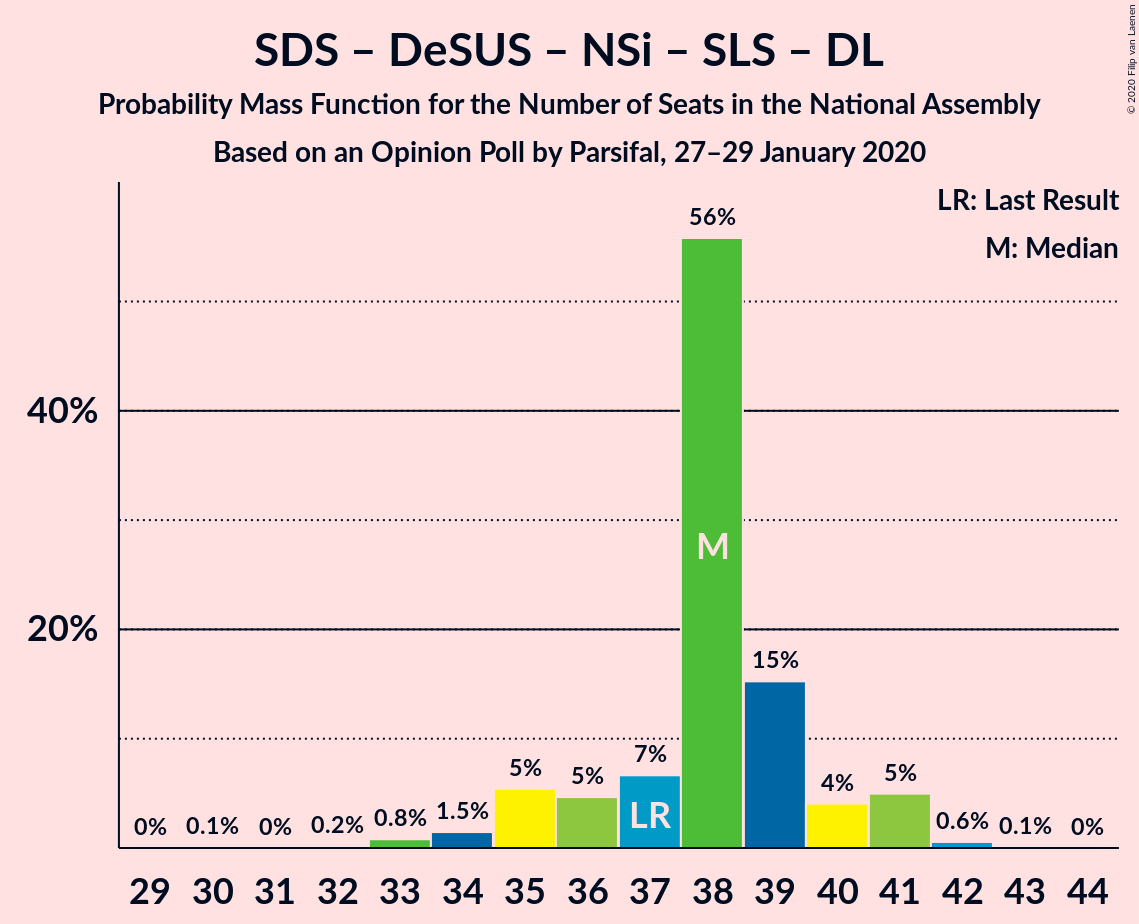 SDS – DeSUS – NSi – SLS – DL
Probability Mass Function for the Number of Seats in the National Assembly
Based on an Opinion Poll by Parsifal, 27–29 January 2020
© 2020 Filip van Laenen
LR: Last Result
M: Median
40%
20%
0%
0.1%
0%
0.2%
0.8%
1.5%
5%
5%
7%
56%
15%
4%
5%
0.6%
0.1%
0%
LR
M
29 30 31 32 33 34 35 36 37 38 39 40 41 42 43 44